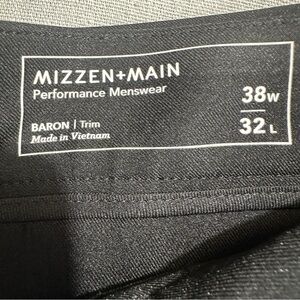 MIZZEN+MAIN
Performance Menswear
38W
BARON | Trim
32L
Made in Vietnam